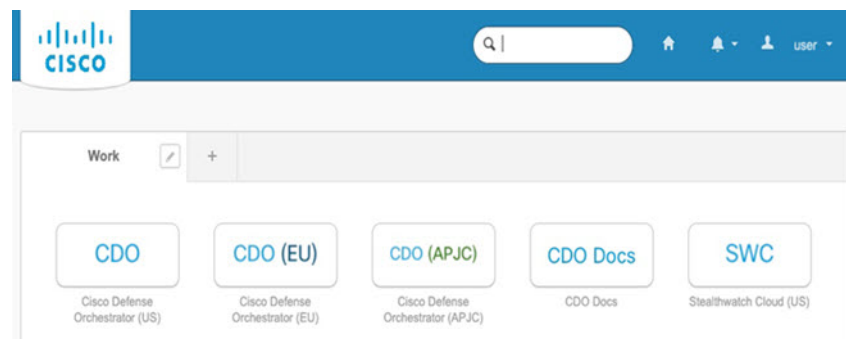 CISCO
user
Work
+
CDO
CDO (EU)
CDO (APJC)
CDO Docs
SWC
Cisco Defense
Orchestrator (US)
Cisco Defense
Orchestrator (EU)
Cisco Defense
Orchestrator (APJC)
CDO Docs
Stealthwatch Cloud (US)